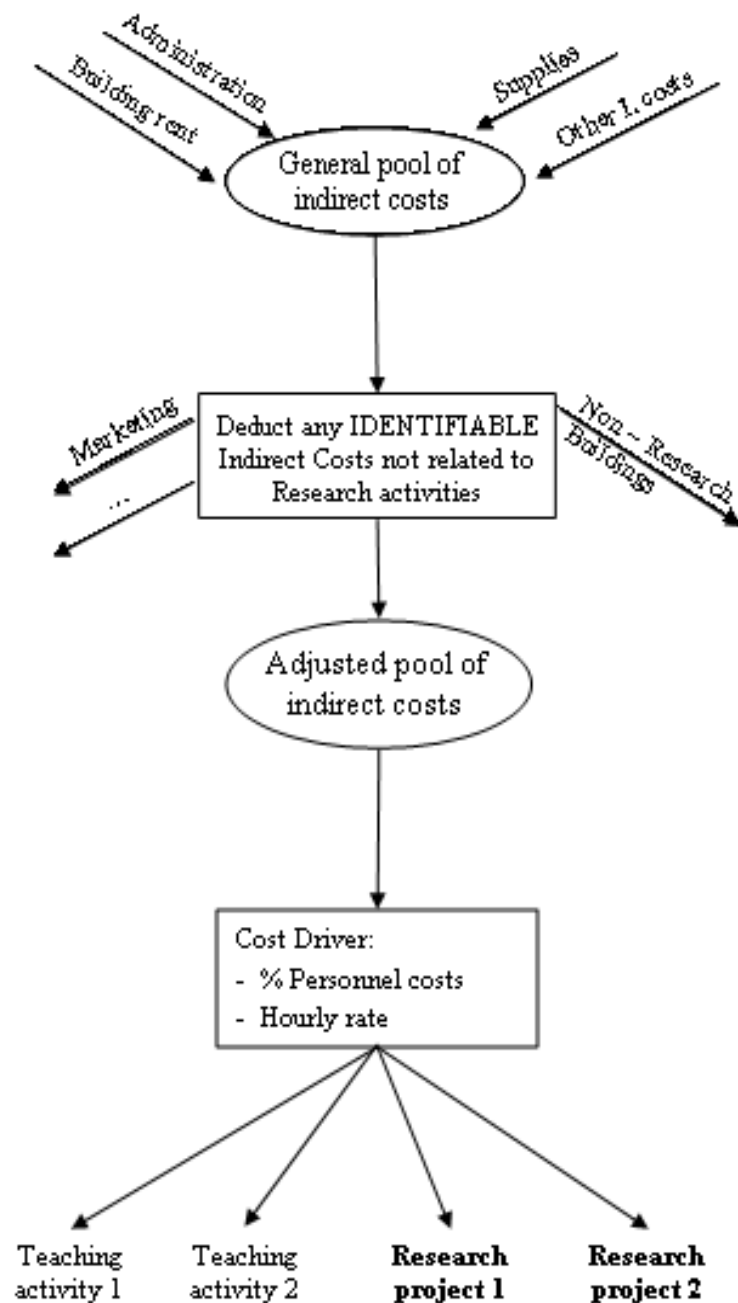 Administration
Building rent
Supplies
Other I. costs
General pool of
indirect costs
Marketing
...
Deduct any IDENTIFIABLE
Indirect Costs not related to
Research activities
Non – Research
Buildings
Adjusted pool of
indirect costs
Cost Driver:
- % Personnel costs
- Hourly rate
Teaching
activity 1
Teaching
activity 2
Research
project 1
Research
project 2